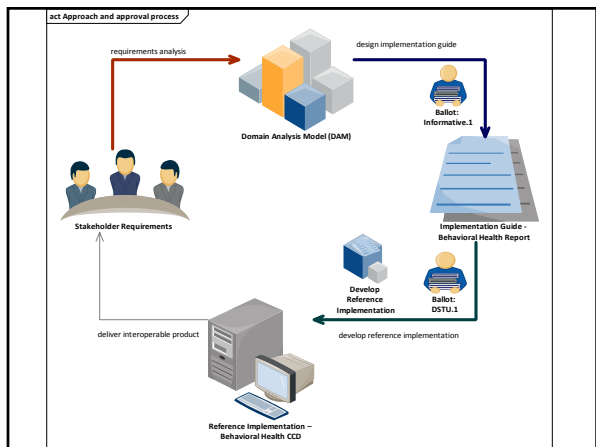 act Approach and approval process
requirements analysis
design implementation guide
Ballot:
Informative.1
Domain Analysis Model (DAM)
Stakeholder Requirements
Implementation Guide -
Behavioral Health Report
Develop
Reference
Implementation
Ballot:
DSTU.1
deliver interoperable product
develop reference implementation
Reference Implementation –
Behavioral Health CCD